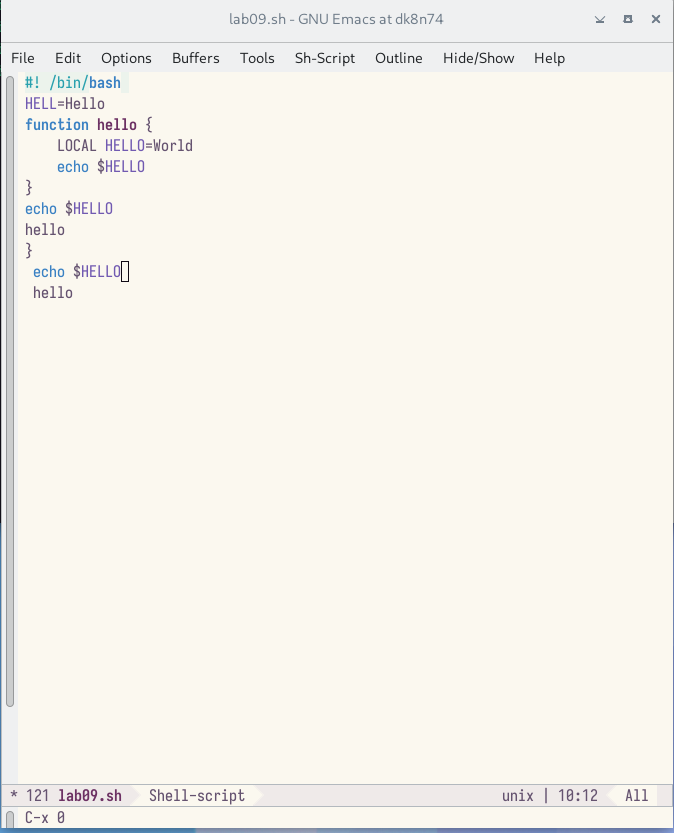 lab09.sh - GNU Emacs at dk8n74
File Edit Options Buffers Tools Sh-Script Outline Hide/Show Help
#! /bin/bash
HELL=Hello
function hello {
    LOCAL HELLO=World
    echo $HELLO
}
echo $HELLO
hello
}
 echo $HELLO
 hello
* 121 lab09.sh Shell-script unix | 10:12 All
C-x 0